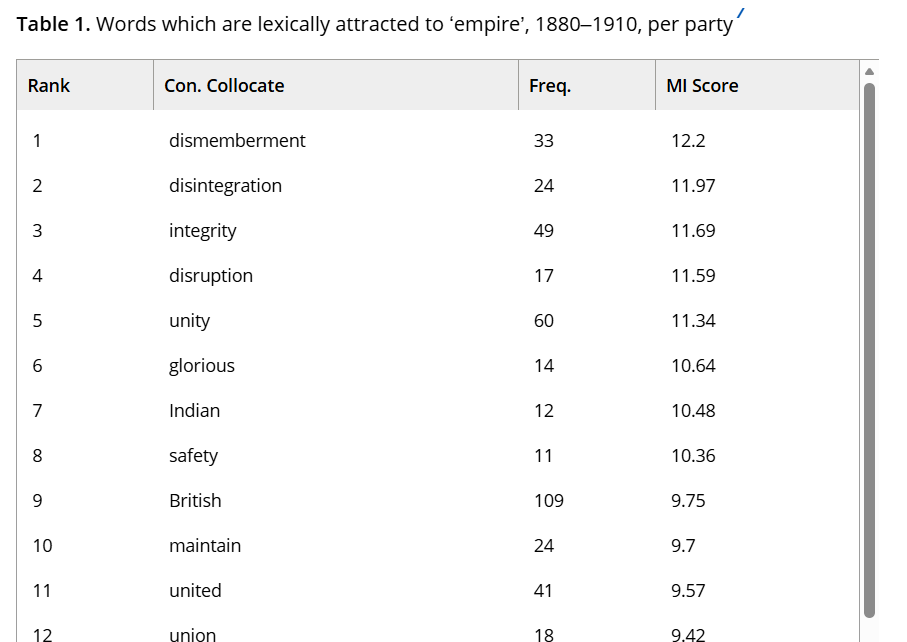 Table 1. Words which are lexically attracted to ‘empire’, 1880–1910, per party
Rank Con. Collocate Freq. MI Score
1 dismemberment 33 12.2
2 disintegration 24 11.97
3 integrity 49 11.69
4 disruption 17 11.59
5 unity 60 11.34
6 glorious 14 10.64
7 Indian 12 10.48
8 safety 11 10.36
9 British 109 9.75
10 maintain 24 9.7
11 united 41 9.57
12 union 18 9.42